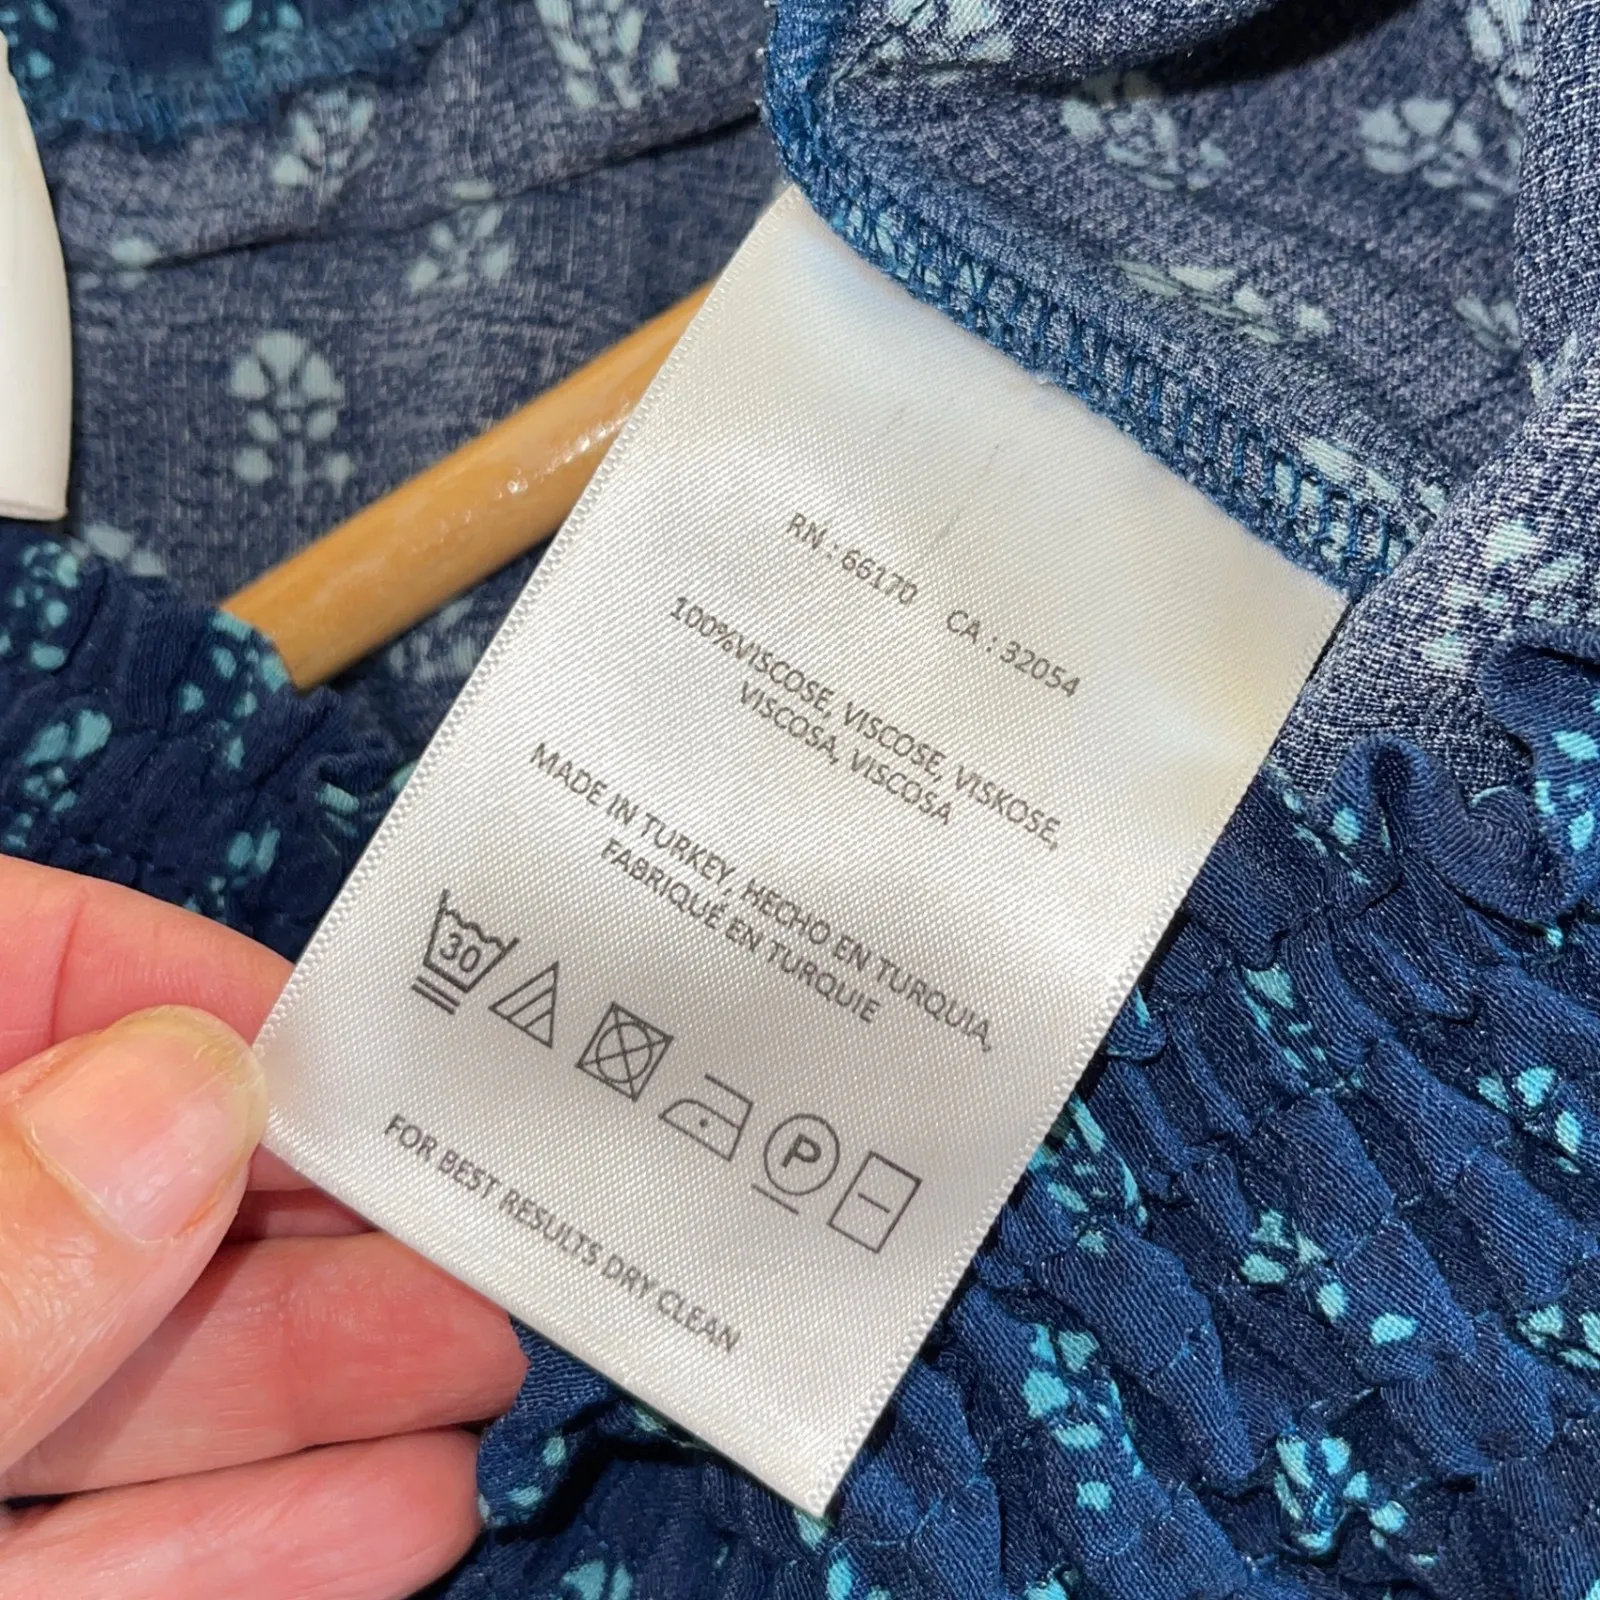 RN : 66170 CA : 32054
100%VISCOSE, VISCOSE, VISKOSE,
VISCOSA, VISCOSA
MADE IN TURKEY, HECHO EN TURQUIA,
FABRIQUÉ EN TURQUIE
30
P
FOR BEST RESULTS DRY CLEAN